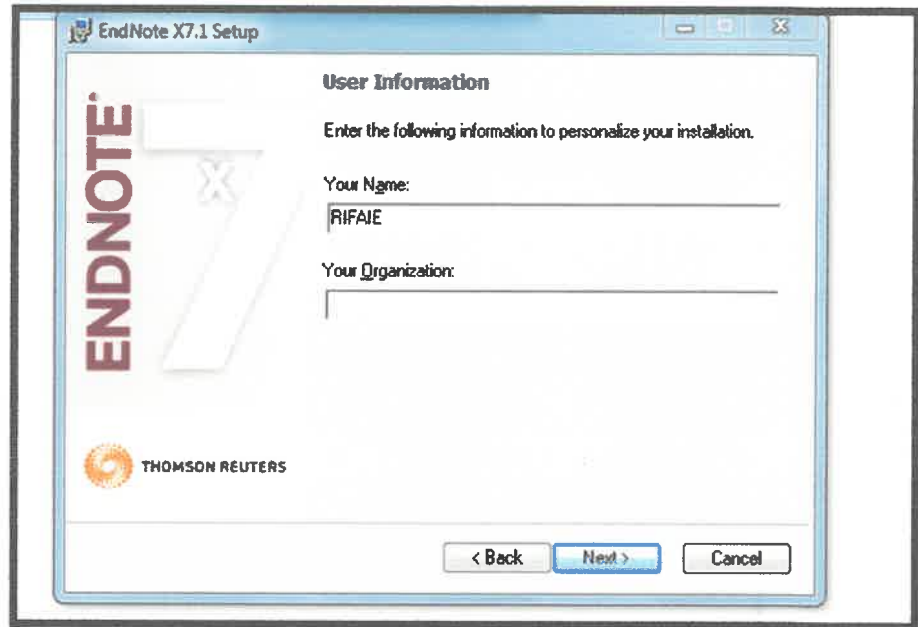 EndNote X7.1 Setup
ENDNOTE
X7
User Information
Enter the following information to personalize your installation.
Your Name:
RIFAIE
Your Organization:
THOMSON REUTERS
< Back
Next >
Cancel